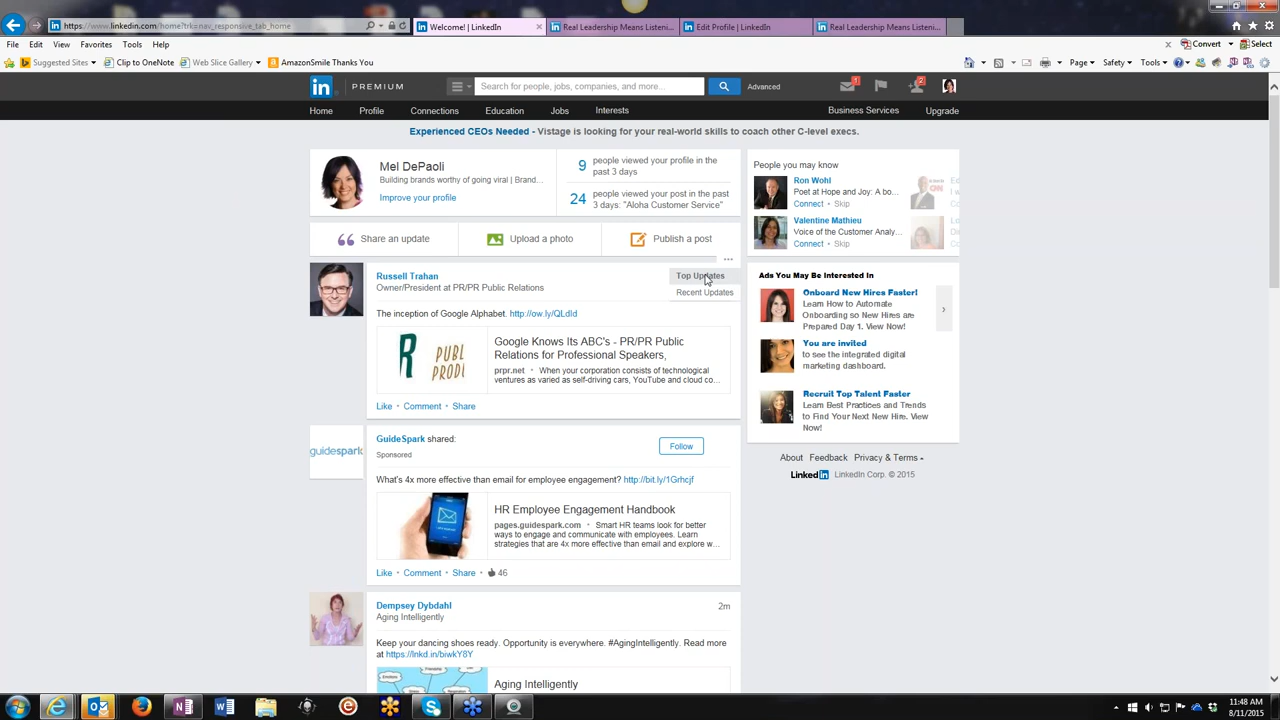 https://www.linkedin.com/home?trk=nav_responsive_tab_home
Welcome! | LinkedIn
Real Leadership Means Listeni...
Edit Profile | LinkedIn
Real Leadership Means Listeni...
File Edit View Favorites Tools Help
Convert Select
Suggested Sites Clip to OneNote Web Slice Gallery AmazonSmile Thank You
Page Safety Tools
in PREMIUM
Search for people, jobs, companies, and more...
Advanced
1
2
Home Profile Connections Education Jobs Interests
Business Services Upgrade
Experienced CEOs Needed - Vistage is looking for your real-world skills to coach other C-level execs.
Mel DePaoli
Building brands worthy of going viral | Brand...
Improve your profile
9 people viewed your profile in the
past 3 days
24 people viewed your post in the past
3 days: "Aloha Customer Service"
Share an update
Upload a photo
Publish a post
Top Updates
Recent Updates
Russell Trahan
Owner/President at PR/PR Public Relations
The inception of Google Alphabet. http://ow.ly/QLdId
R PUBL
PRODI
Google Knows Its ABC's - PR/PR Public
Relations for Professional Speakers,
prpr.net • When your corporation consists of technological
ventures as varied as self-driving cars, YouTube and cloud co...
Like • Comment • Share
guidespark
GuideSpark shared:
Sponsored
Follow
What's 4x more effective than email for employee engagement? http://bit.ly/1Grhcjf
HR Employee Engagement Handbook
pages.guidespark.com • Smart HR teams look for better
ways to engage and communicate with employees. Learn
strategies that are 4x more effective than email and explore w...
Like • Comment • Share • 46
Dempsey Dybdahl
2m
Aging Intelligently
Keep your dancing shoes ready. Opportunity is everywhere. #AgingIntelligently. Read more
at https://lnkd.in/biwkY8Y
Aging Intelligently
People you may know
Ron Wohl
Poet at Hope and Joy: A bo...
Connect • Skip
Valentine Mathieu
Voice of the Customer Analy...
Connect • Skip
Ads You May Be Interested In
Onboard New Hires Faster!
Learn How to Automate
Onboarding so New Hires are
Prepared Day 1. View Now!
You are invited
to see the integrated digital
marketing dashboard.
Recruit Top Talent Faster
Learn Best Practices and Trends
to Find Your Next New Hire. View
Now!
About Feedback Privacy & Terms
LinkedIn LinkedIn Corp. © 2015
11:48 AM
8/11/2015